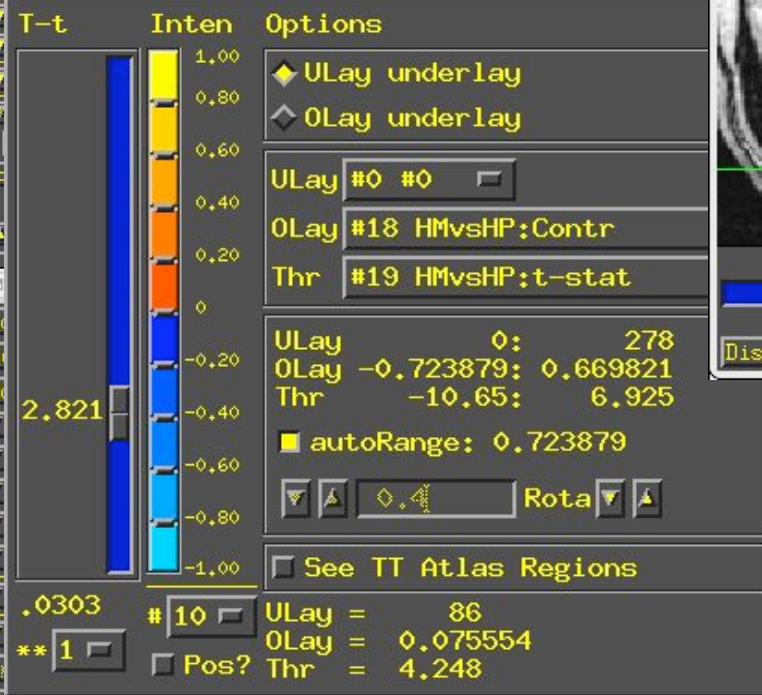 T-t Inten Options
1.00
ULay underlay
0.80
OLay underlay
0.60
ULay #0 #0
0.40
OLay #18 HMvsHP:Contr
0.20
Thr #19 HMvsHP:t-stat
0
ULay 0: 278
-0.20
OLay -0.723879: 0.669821
Thr -10.65: 6.925
2.821
-0.40
autoRange: 0.723879
-0.60
0.4 Rota
-0.80
-1.00
See TT Atlas Regions
.0303
# 10
ULay = 86
** 1
OLay = 0.075554
Pos?
Thr = 4.248
Dis